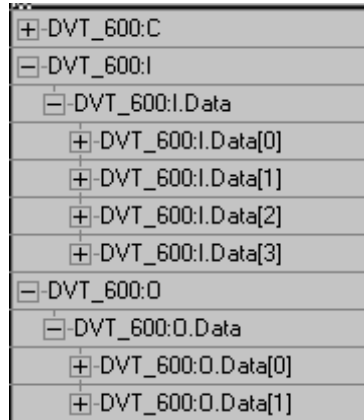 DVT_600:C
DVT_600:I
DVT_600:I.Data
DVT_600:I.Data[0]
DVT_600:I.Data[1]
DVT_600:I.Data[2]
DVT_600:I.Data[3]
DVT_600:O
DVT_600:O.Data
DVT_600:O.Data[0]
DVT_600:O.Data[1]